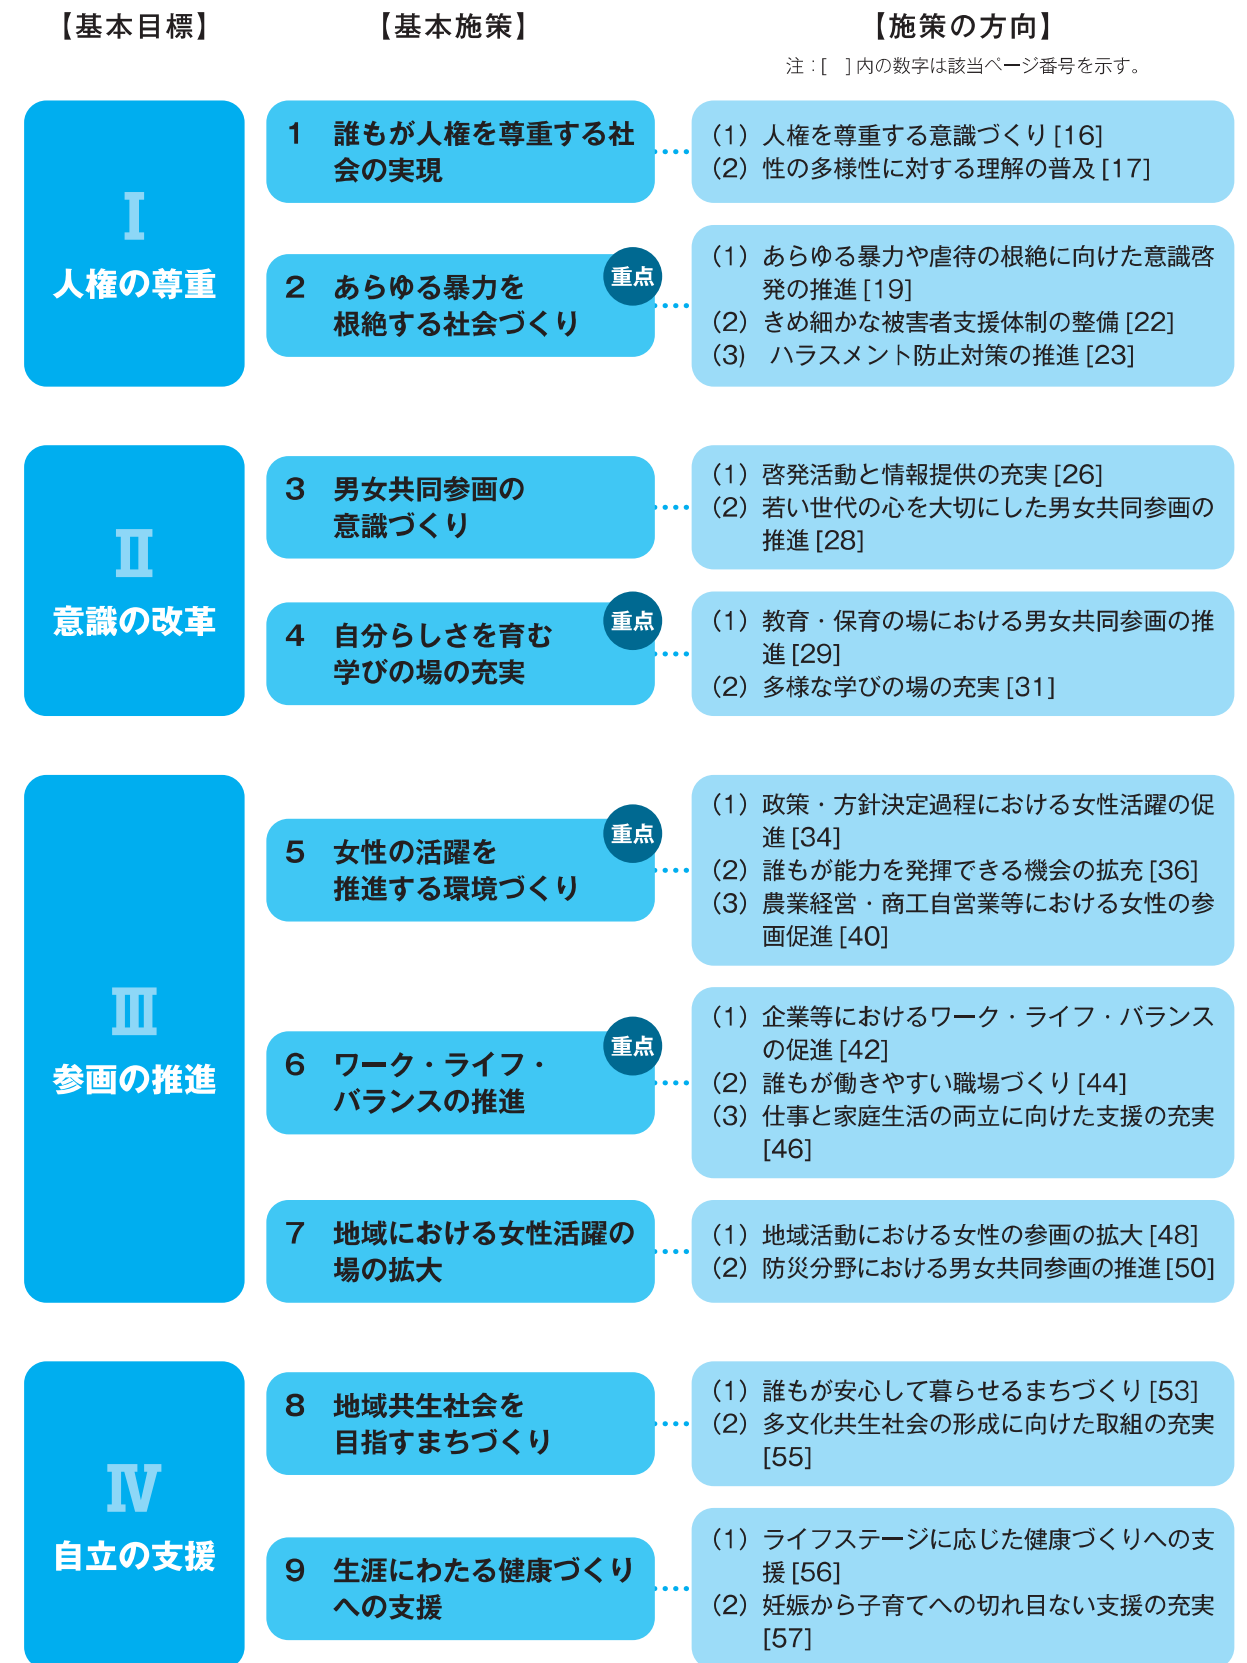 【基本目標】
【基本施策】
【施策の方向】
注:[　]内の数字は該当ページ番号を示す。
Ⅰ
人権の尊重
1　誰もが人権を尊重する社
会の実現
（1）人権を尊重する意識づくり[16]
（2）性の多様性に対する理解の普及[17]
2　あらゆる暴力を
根絶する社会づくり
重点
（1）あらゆる暴力や虐待の根絶に向けた意識啓
発の推進[19]
（2）きめ細かな被害者支援体制の整備[22]
（3）　ハラスメント防止対策の推進[23]
Ⅱ
意識の改革
3　男女共同参画の
意識づくり
（1）啓発活動と情報提供の充実[26]
（2）若い世代の心を大切にした男女共同参画の
推進[28]
4　自分らしさを育む
学びの場の充実
重点
（1）教育・保育の場における男女共同参画の推
進[29]
（2）多様な学びの場の充実[31]
Ⅲ
参画の推進
5　女性の活躍を
推進する環境づくり
重点
（1）政策・方針決定過程における女性活躍の促
進[34]
（2）誰もが能力を発揮できる機会の拡充[36]
（3）農業経営・商工自営業等における女性の参
画促進[40]
6　ワーク・ライフ・
バランスの推進
重点
（1）企業等におけるワーク・ライフ・バランス
の促進[42]
（2）誰もが働きやすい職場づくり[44]
（3）仕事と家庭生活の両立に向けた支援の充実
[46]
7　地域における女性活躍の
場の拡大
（1）地域活動における女性の参画の拡大[48]
（2）防災分野における男女共同参画の推進[50]
Ⅳ
自立の支援
8　地域共生社会を
目指すまちづくり
（1）誰もが安心して暮らせるまちづくり[53]
（2）多文化共生社会の形成に向けた取組の充実
[55]
9　生涯にわたる健康づくり
への支援
（1）ライフステージに応じた健康づくりへの支
援[56]
（2）妊娠から子育てへの切れ目ない支援の充実
[57]